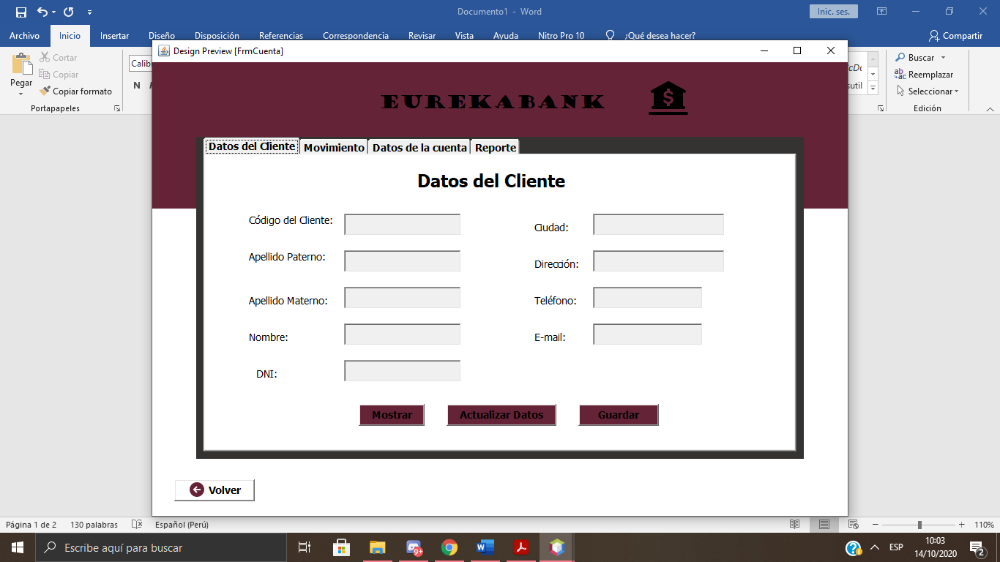 Documento1 - Word
Inic. ses.
Archivo Inicio Insertar Diseño Disposición Referencias Correspondencia Revisar Vista Ayuda Nitro Pro 10 ¿Qué desea hacer? Compartir
Design Preview [FrmCuenta]
Pegar
Cortar
Copiar
Copiar formato
Portapapeles
Calib
N
Buscar
Reemplazar
Seleccionar
Edición
EUREKABANK
$
Datos del Cliente Movimiento Datos de la cuenta Reporte
Datos del Cliente
Código del Cliente:
Apellido Paterno:
Apellido Materno:
Nombre:
DNI:
Ciudad:
Dirección:
Teléfono:
E-mail:
Mostrar Actualizar Datos Guardar
Volver
Página 1 de 2 130 palabras Español (Perú) 110%
Escribe aquí para buscar
9+
ESP
10:03
14/10/2020
2